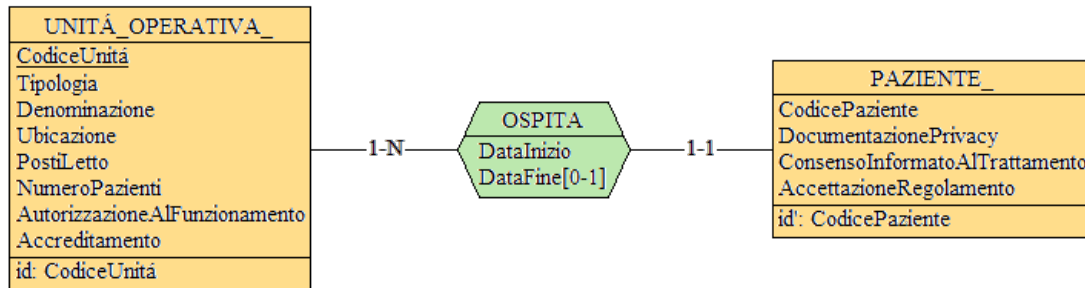 UNITÁ_OPERATIVA_
CodiceUnitá
Tipologia
Denominazione
Ubicazione
PostiLetto
NumeroPazienti
AutorizzazioneAlFunzionamento
Accreditamento
id: CodiceUnitá
1-N
OSPITA
DataInizio
DataFine[0-1]
1-1
PAZIENTE_
CodicePaziente
DocumentazionePrivacy
ConsensoInformatoAlTrattamento
AccettazioneRegolamento
id': CodicePaziente